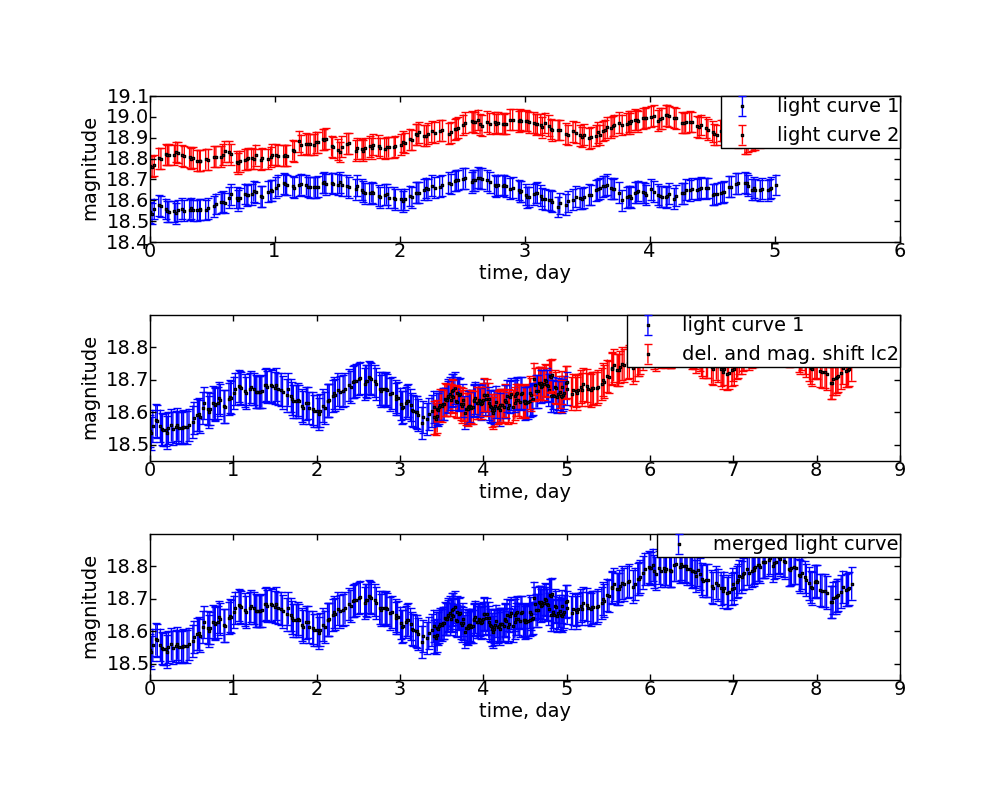 19.1
19.0
18.9
18.8
18.7
18.6
18.5
18.4
magnitude
light curve 1
light curve 2
0 1 2 3 4 5 6
time, day
18.8
18.7
18.6
18.5
magnitude
light curve 1
del. and mag. shift lc2
0 1 2 3 4 5 6 7 8 9
time, day
18.8
18.7
18.6
18.5
magnitude
merged light curve
0 1 2 3 4 5 6 7 8 9
time, day